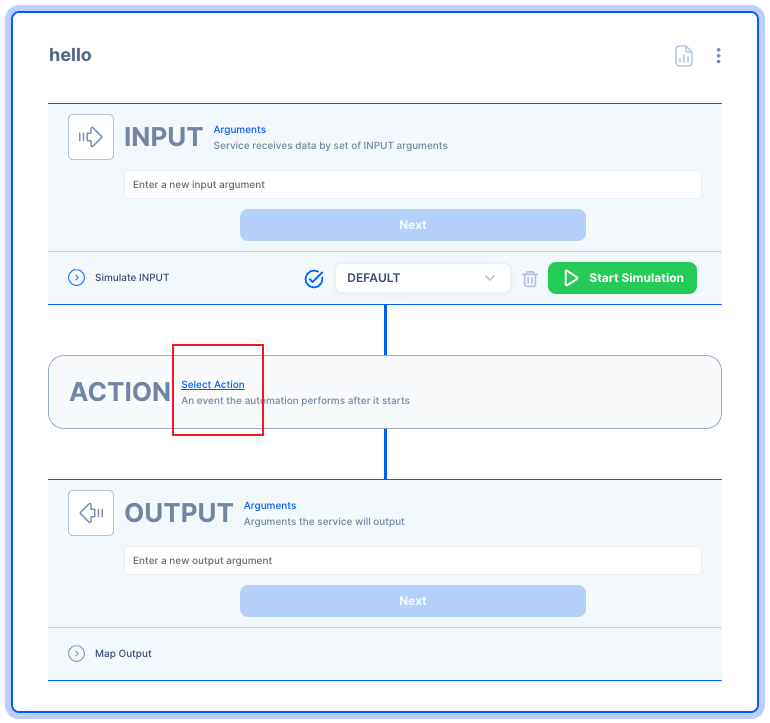 hello
INPUT
Arguments
Service receives data by set of INPUT arguments
Enter a new input argument
Next
Simulate INPUT
DEFAULT
Start Simulation
ACTION
Select Action
An event the automation performs after it starts
OUTPUT
Arguments
Arguments the service will output
Enter a new output argument
Next
Map Output